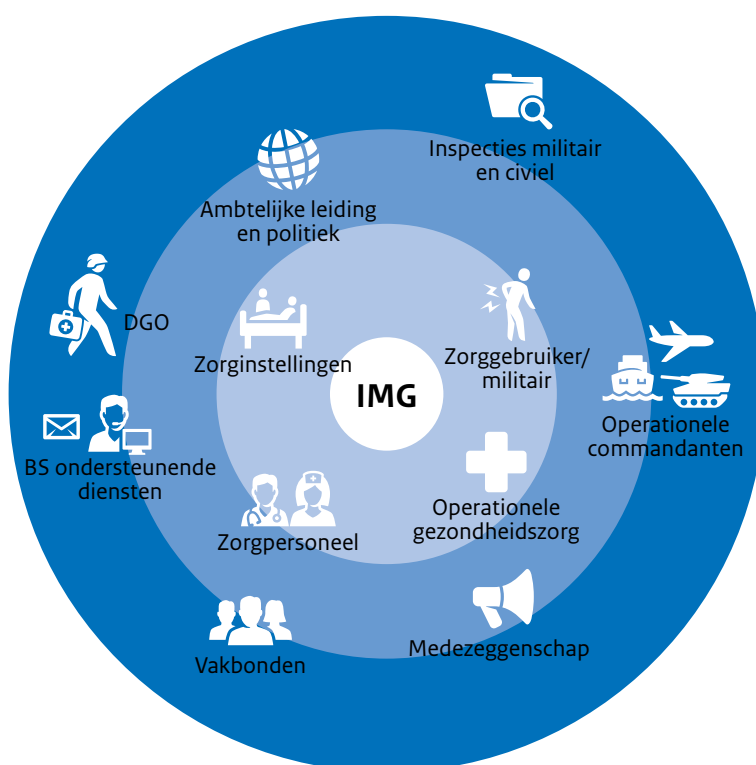 Inspecties militair
en civiel
Ambtelijke leiding
en politiek
DGO
Zorginstellingen
Zorggebruiker/
militair
IMG
Operationele
commandanten
BS ondersteunende
diensten
Operationele
gezondheidszorg
Zorgpersoneel
Medezeggenschap
Vakbonden